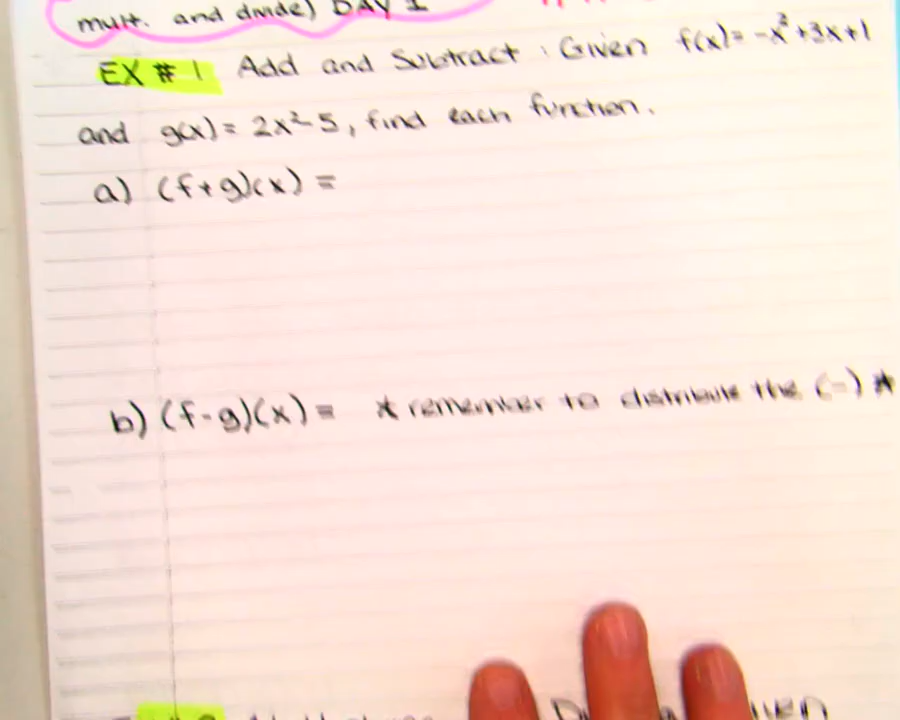 mult. and divide) DAY 1
EX # 1 Add and Subtract : Given f(x) = -x²+3x+1
and g(x) = 2x²-5, find each function.
a) (f+g)(x) =
b) (f-g)(x) = * remember to distribute the (-) *